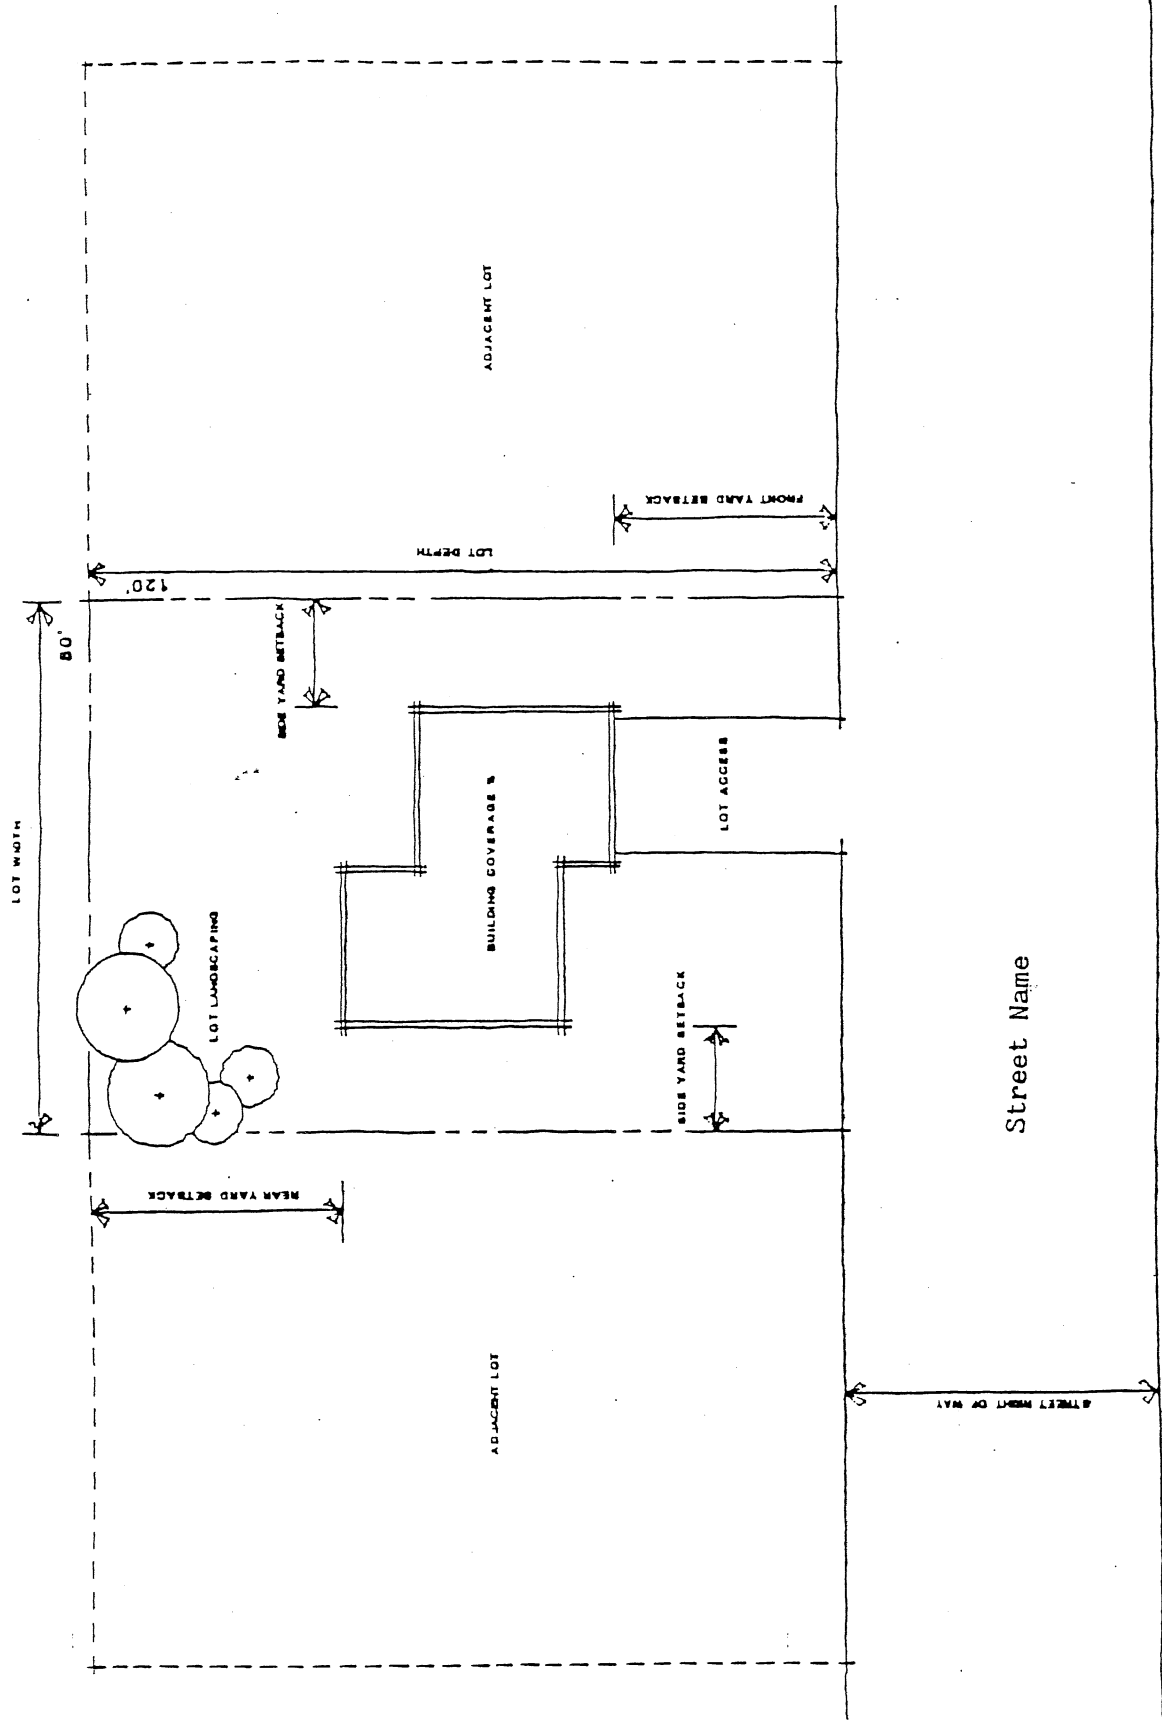 LOT WIDTH
80'
LOT DEPTH
120'
ADJACENT LOT
FRONT YARD SETBACK
SIDE YARD SETBACK
LOT LANDSCAPING
BUILDING COVERAGE %
LOT ACCESS
SIDE YARD SETBACK
REAR YARD SETBACK
ADJACENT LOT
Street Name
STREET RIGHT OF WAY